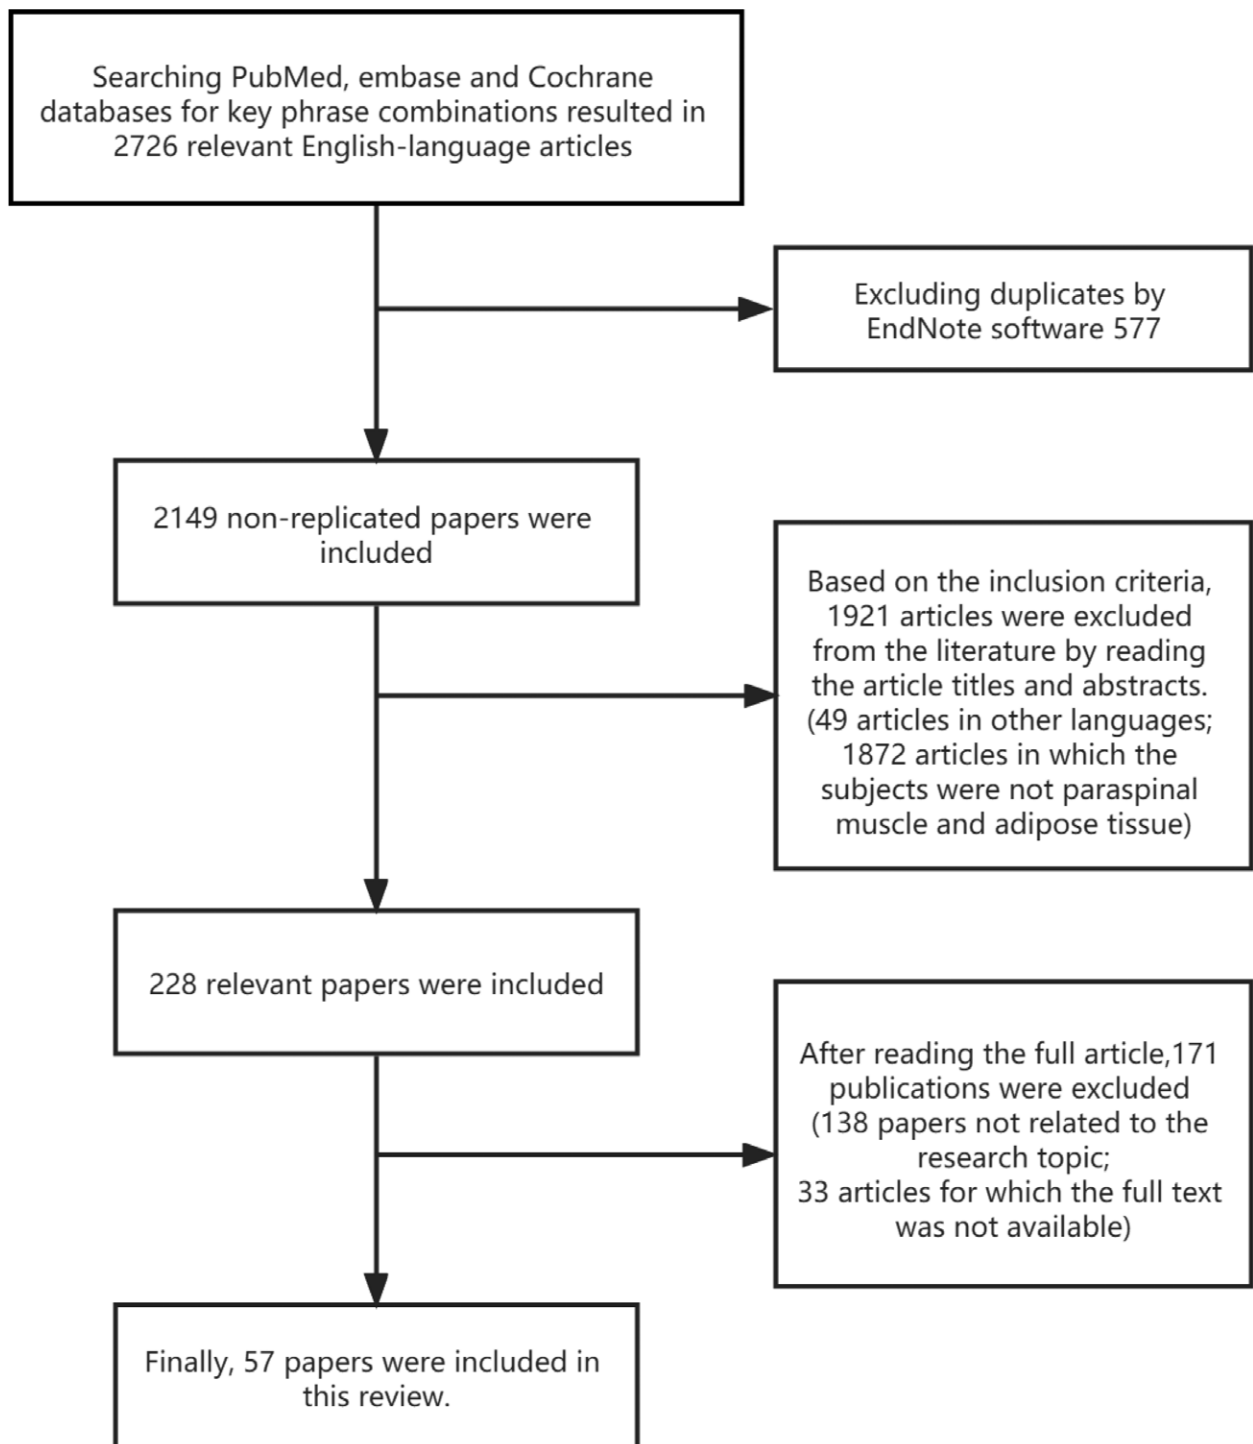 Searching PubMed, embase and Cochrane
databases for key phrase combinations resulted in
2726 relevant English-language articles
Excluding duplicates by
EndNote software 577
2149 non-replicated papers were
included
Based on the inclusion criteria,
1921 articles were excluded
from the literature by reading
the article titles and abstracts.
(49 articles in other languages;
1872 articles in which the
subjects were not paraspinal
muscle and adipose tissue)
228 relevant papers were included
After reading the full article,171
publications were excluded
(138 papers not related to the
research topic;
33 articles for which the full text
was not available)
Finally, 57 papers were included in
this review.